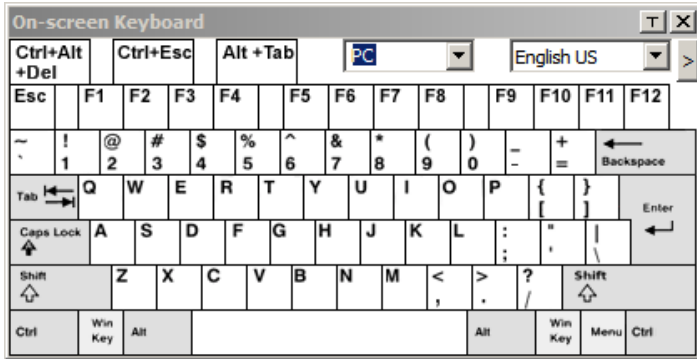 On-screen Keyboard T X
Ctrl+Alt +Del Ctrl+Esc Alt +Tab PC English US >
Esc F1 F2 F3 F4 F5 F6 F7 F8 F9 F10 F11 F12
~ ` ! 1 @ 2 # 3 $ 4 % 5 ^ 6 & 7 * 8 ( 9 ) 0 _ - + = Backspace
Tab Q W E R T Y U I O P { [ } ] Enter
Caps Lock A S D F G H J K L : ; " ' | \
Shift Z X C V B N M < , > . ? / Shift
Ctrl Win Key Alt Alt Win Key Menu Ctrl